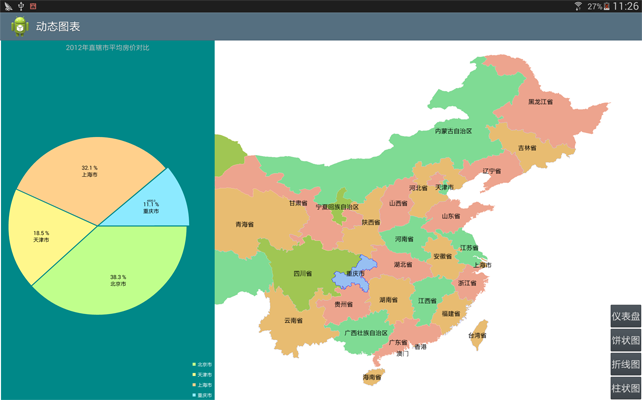 27% 11:26
动态图表
2012年直辖市平均房价对比
32.1 %
上海市
11.1 %
重庆市
18.5 %
天津市
38.3 %
北京市
北京市
天津市
上海市
重庆市
黑龙江省
内蒙古自治区
吉林省
辽宁省
河北省
天津市
甘肃省
宁夏回族自治区
山西省
山东省
青海省
陕西省
河南省
江苏省
安徽省
上海市
四川省
重庆市
湖北省
浙江省
贵州省
湖南省
江西省
云南省
福建省
广西壮族自治区
台湾省
广东省
香港
澳门
海南省
仪表盘
饼状图
折线图
柱状图